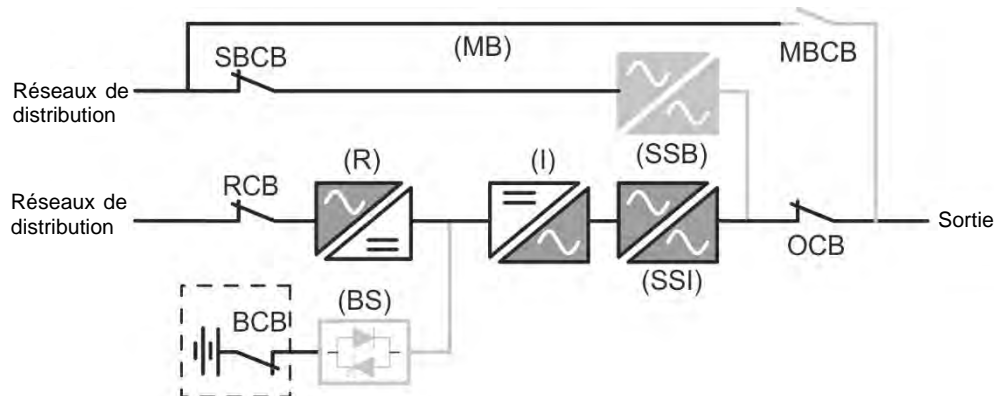 (MB)
MBCB
SBCB
Réseaux de
distribution
(SSB)
(R)
(I)
RCB
Réseaux de
distribution
Sortie
OCB
(SSI)
(BS)
BCB